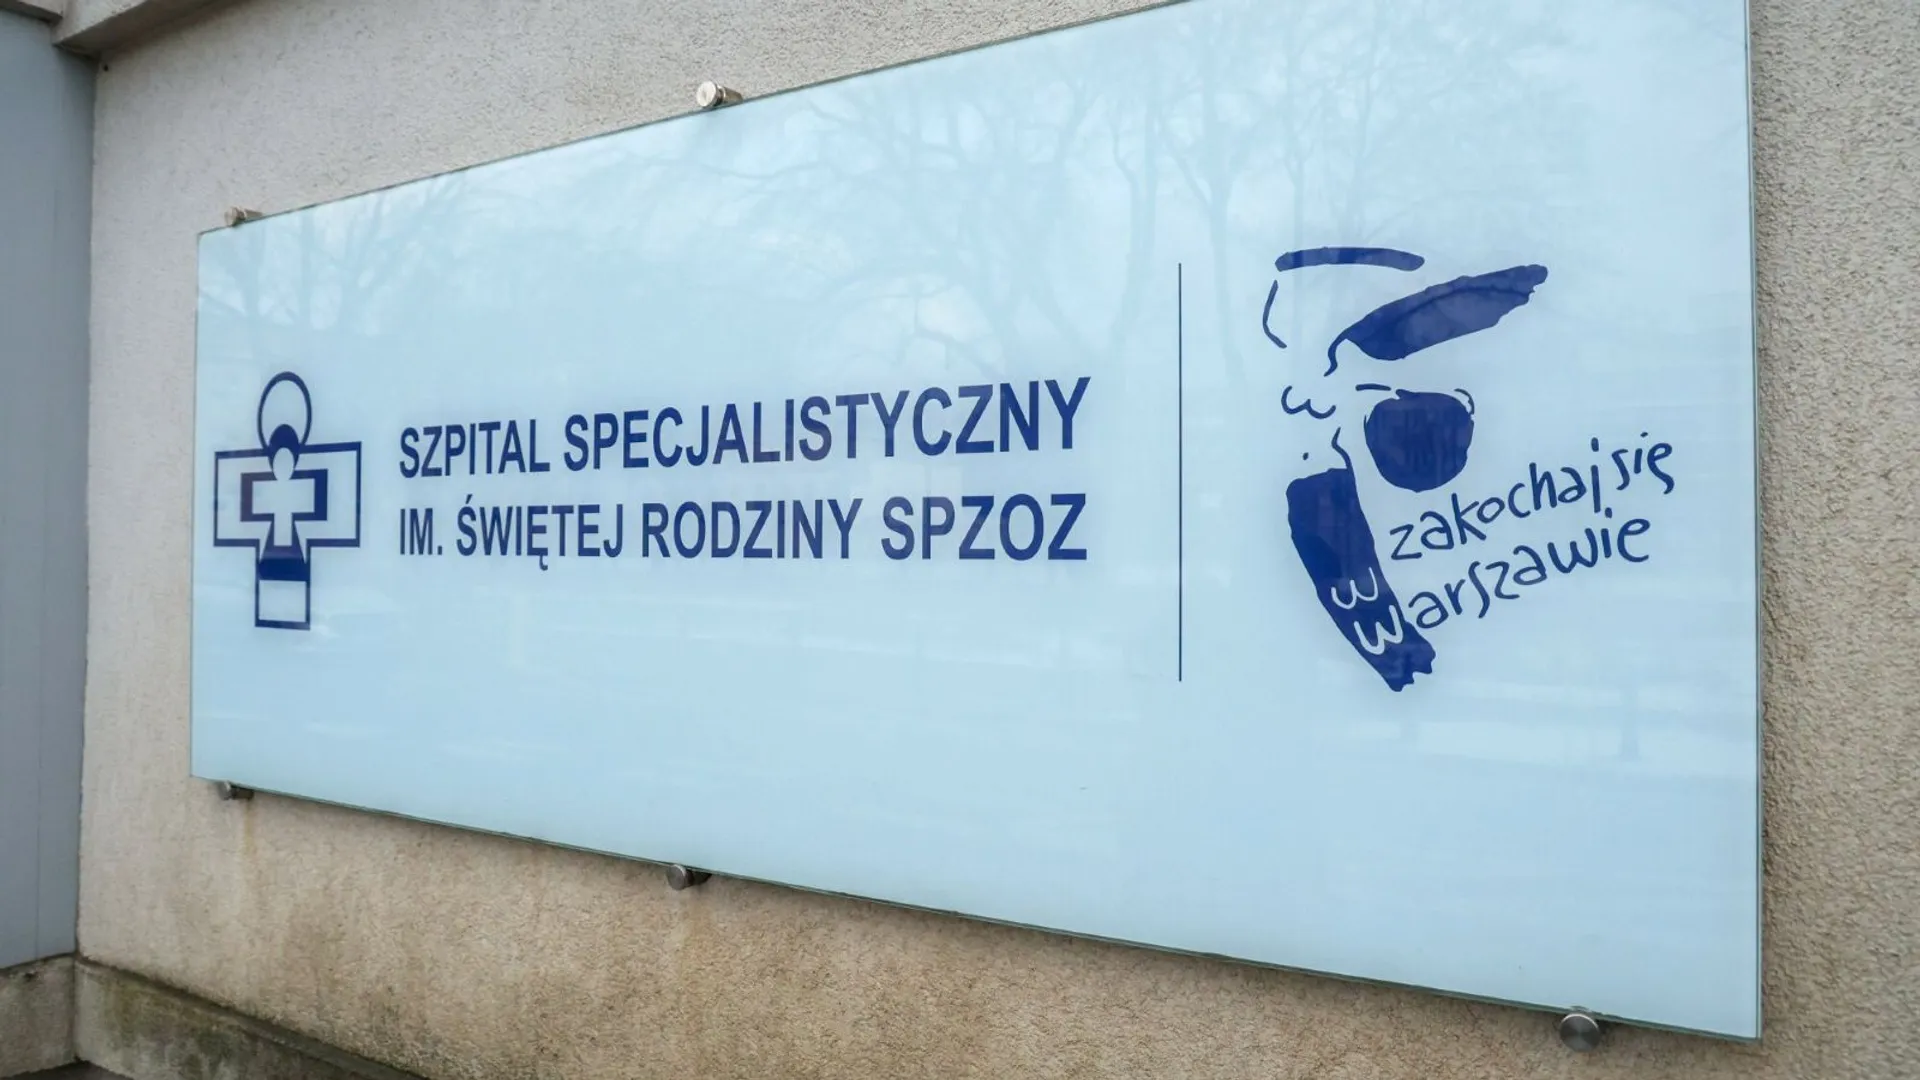 SZPITAL SPECJALISTYCZNY
IM. ŚWIĘTEJ RODZINY SPZOZ
zakochaj się
w warszawie